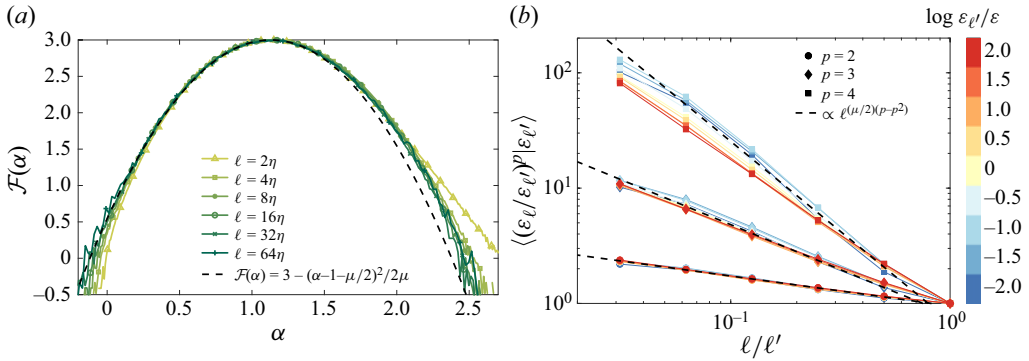 (a)
3.0
2.5
2.0
1.5
1.0
0.5
0
−0.5
F(α)
0
0.5
1.0
1.5
2.0
2.5
α
ℓ = 2η
ℓ = 4η
ℓ = 8η
ℓ = 16η
ℓ = 32η
ℓ = 64η
F(α) = 3 − (α−1−μ/2)²/2μ
(b)
10²
10¹
10⁰
⟨(εℓ/εℓ′)ᵖ|εℓ′⟩
10⁻¹
10⁰
ℓ/ℓ′
p = 2
p = 3
p = 4
∝ ℓ^(μ/2)(p−p²)
log εℓ′/ε
2.0
1.5
1.0
0.5
0
−0.5
−1.0
−1.5
−2.0